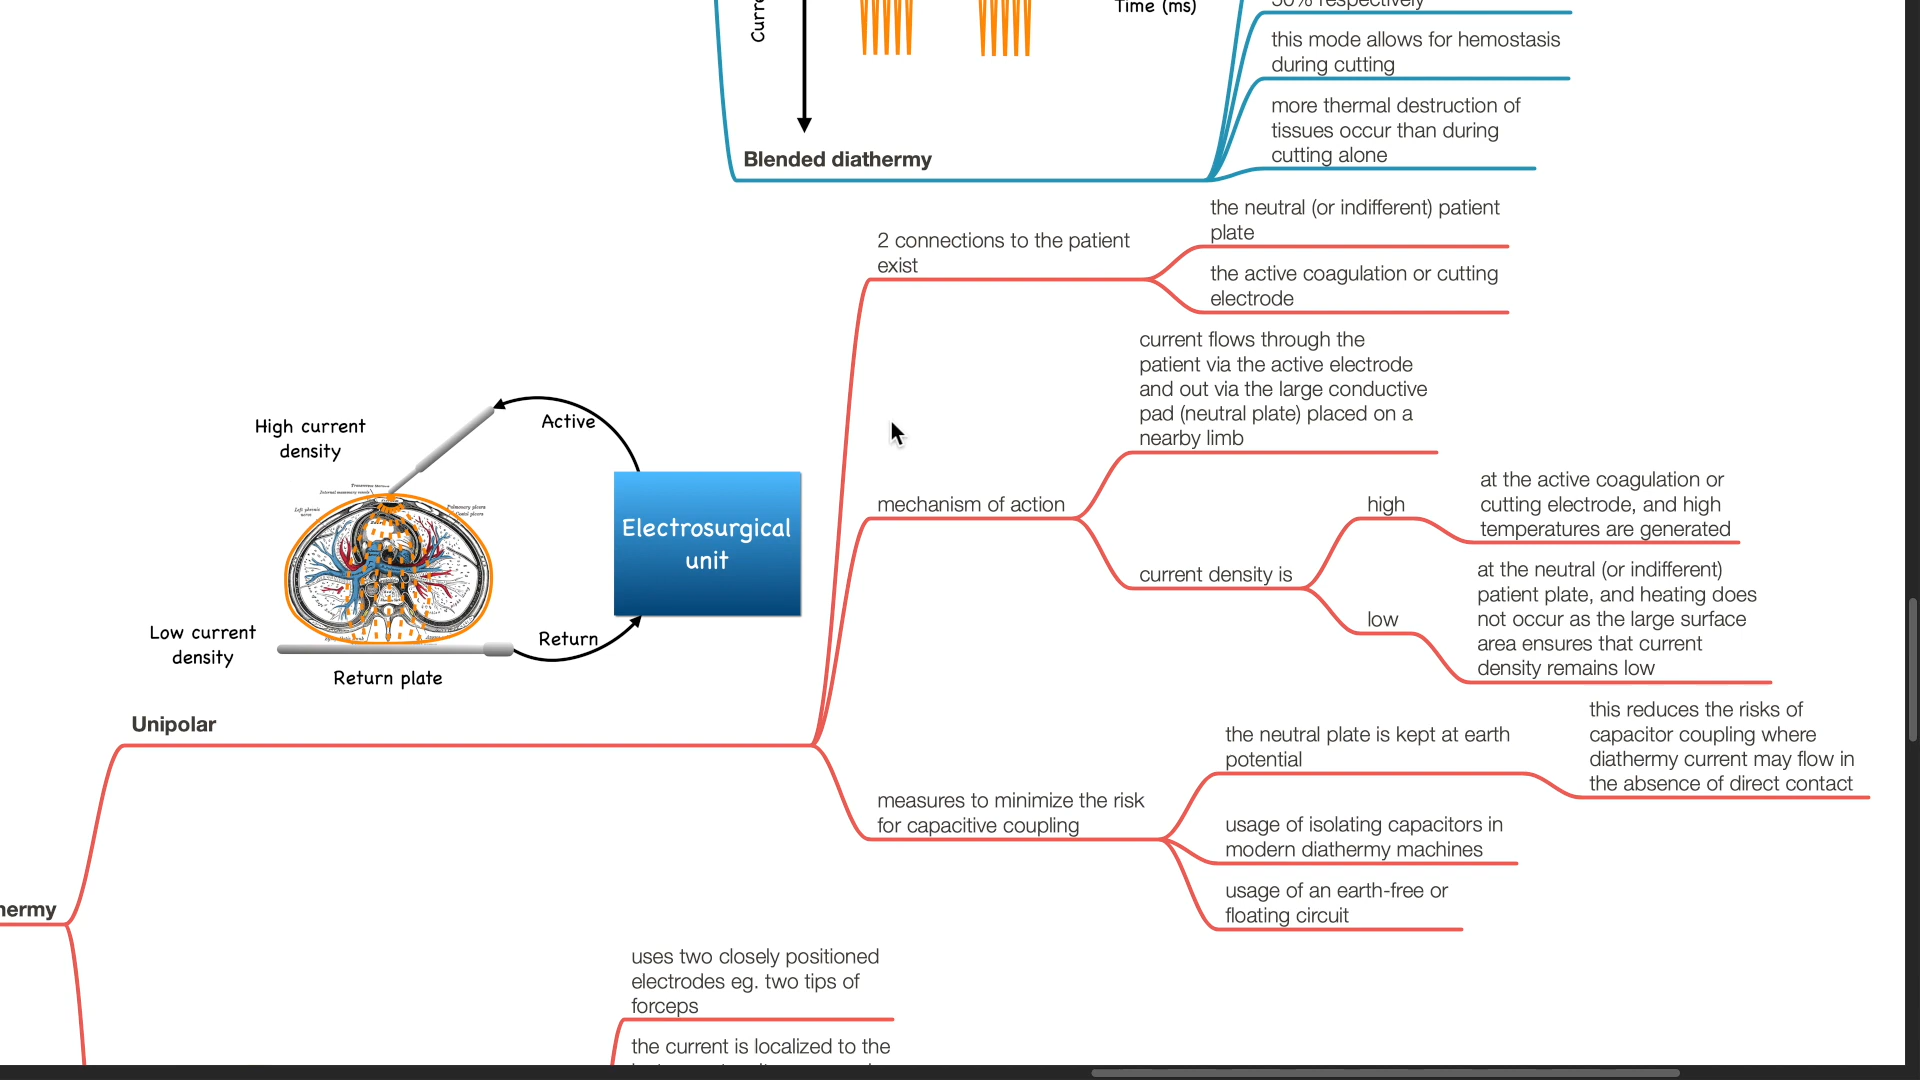 Time (ms)
50% respectively
this mode allows for hemostasis
during cutting
more thermal destruction of
tissues occur than during
cutting alone
Blended diathermy
the neutral (or indifferent) patient
plate
2 connections to the patient
exist
the active coagulation or cutting
electrode
current flows through the
patient via the active electrode
and out via the large conductive
pad (neutral plate) placed on a
nearby limb
mechanism of action
current density is
high
at the active coagulation or
cutting electrode, and high
temperatures are generated
low
at the neutral (or indifferent)
patient plate, and heating does
not occur as the large surface
area ensures that current
density remains low
High current
density
Active
Electrosurgical
unit
Left phrenic
nerve
Low current
density
Return
Return plate
Unipolar
the neutral plate is kept at earth
potential
this reduces the risks of
capacitor coupling where
diathermy current may flow in
the absence of direct contact
measures to minimize the risk
for capacitive coupling
usage of isolating capacitors in
modern diathermy machines
usage of an earth-free or
floating circuit
hermy
uses two closely positioned
electrodes eg. two tips of
forceps
the current is localized to the